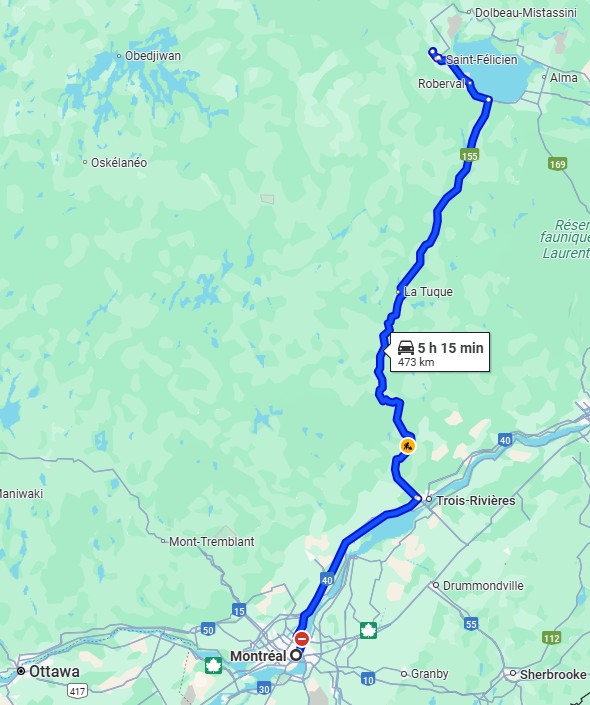 Dolbeau-Mistassini
Obedjiwan
Saint-Félicien
Roberval
Alma
155
169
Oskélanéo
Réser
faunique
Laurent
La Tuque
5 h 15 min
473 km
40
Maniwaki
Trois-Rivières
Mont-Tremblant
40
Drummondville
15
50
55
112
Montréal
Ottawa
417
30
10
Granby
Sherbrooke